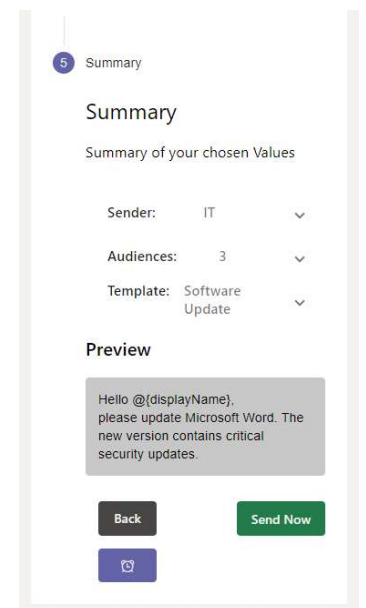 5 Summary
Summary
Summary of your chosen Values
Sender: IT
Audiences: 3
Template: Software
Update
Preview
Hello @{displayName},
please update Microsoft Word. The
new version contains critical
security updates.
Back Send Now